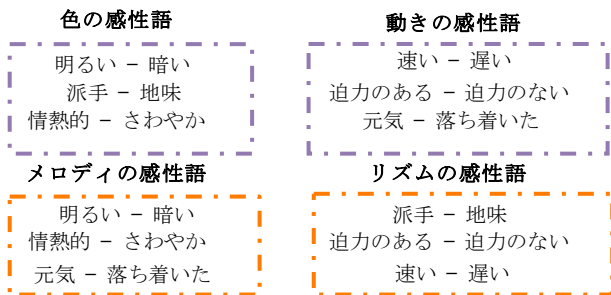 色の感性語
明るい − 暗い
派手 − 地味
情熱的 − さわやか
動きの感性語
速い − 遅い
迫力のある − 迫力のない
元気 − 落ち着いた
メロディの感性語
明るい − 暗い
情熱的 − さわやか
元気 − 落ち着いた
リズムの感性語
派手 − 地味
迫力のある − 迫力のない
速い − 遅い